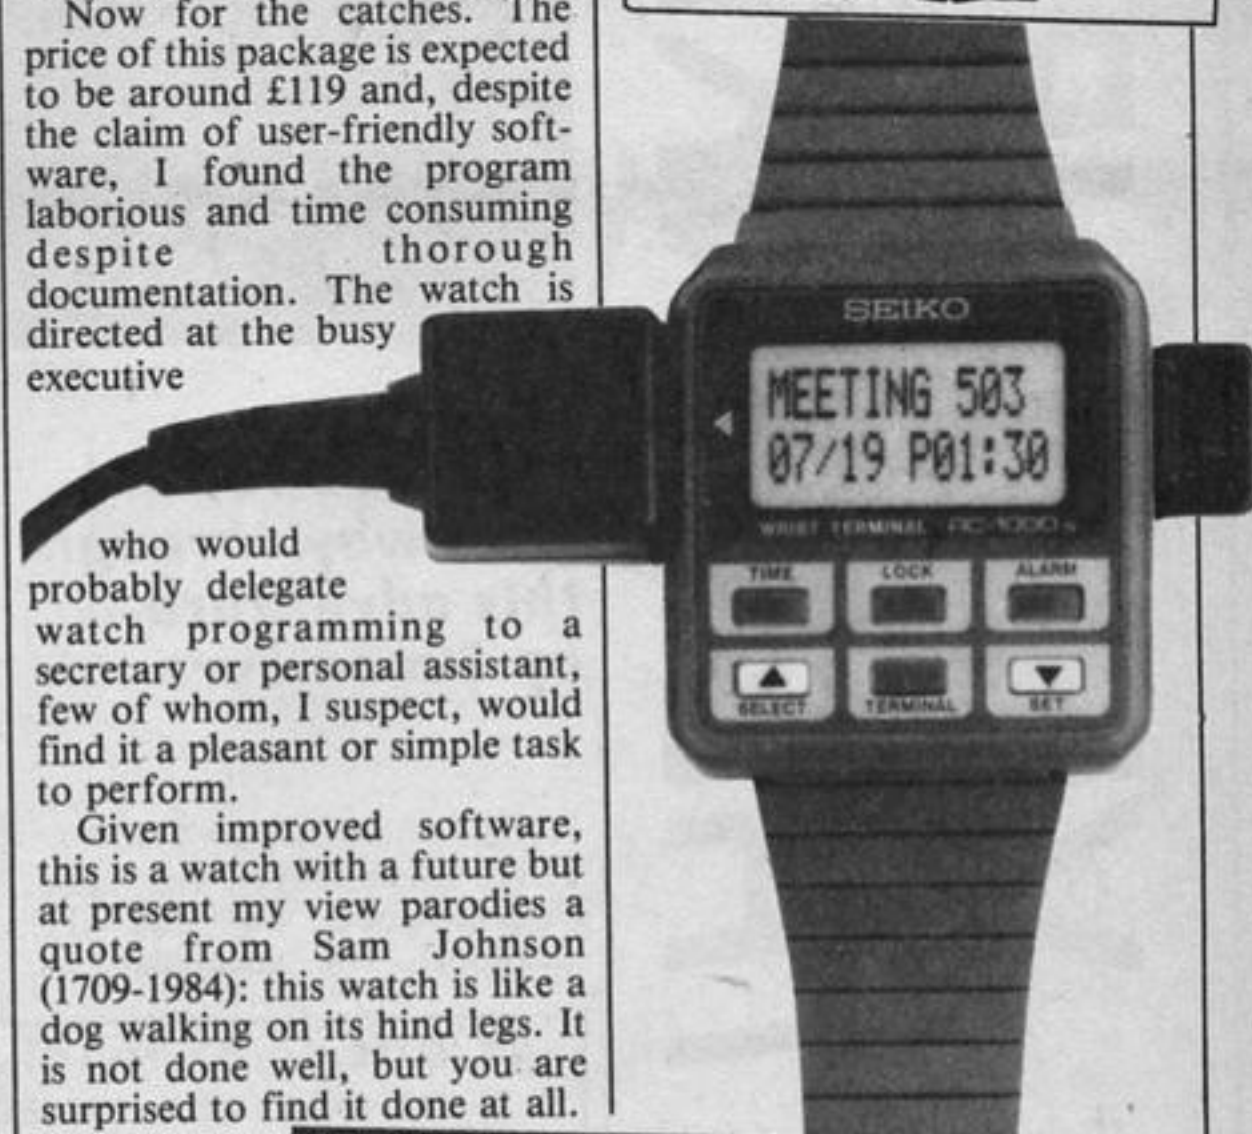 Now for the catches. The
price of this package is expected
to be around £119 and, despite
the claim of user-friendly soft-
ware, I found the program
laborious and time consuming
despite thorough
documentation. The watch is
directed at the busy
executive
who would
probably delegate
watch programming to a
secretary or personal assistant,
few of whom, I suspect, would
find it a pleasant or simple task
to perform.
Given improved software,
this is a watch with a future but
at present my view parodies a
quote from Sam Johnson
(1709-1984): this watch is like a
dog walking on its hind legs. It
is not done well, but you are
surprised to find it done at all.
SEIKO
MEETING 503
07/19 P01:30
WRIST TERMINAL RC-1000
TIME LOCK ALARM
SELECT TERMINAL SET